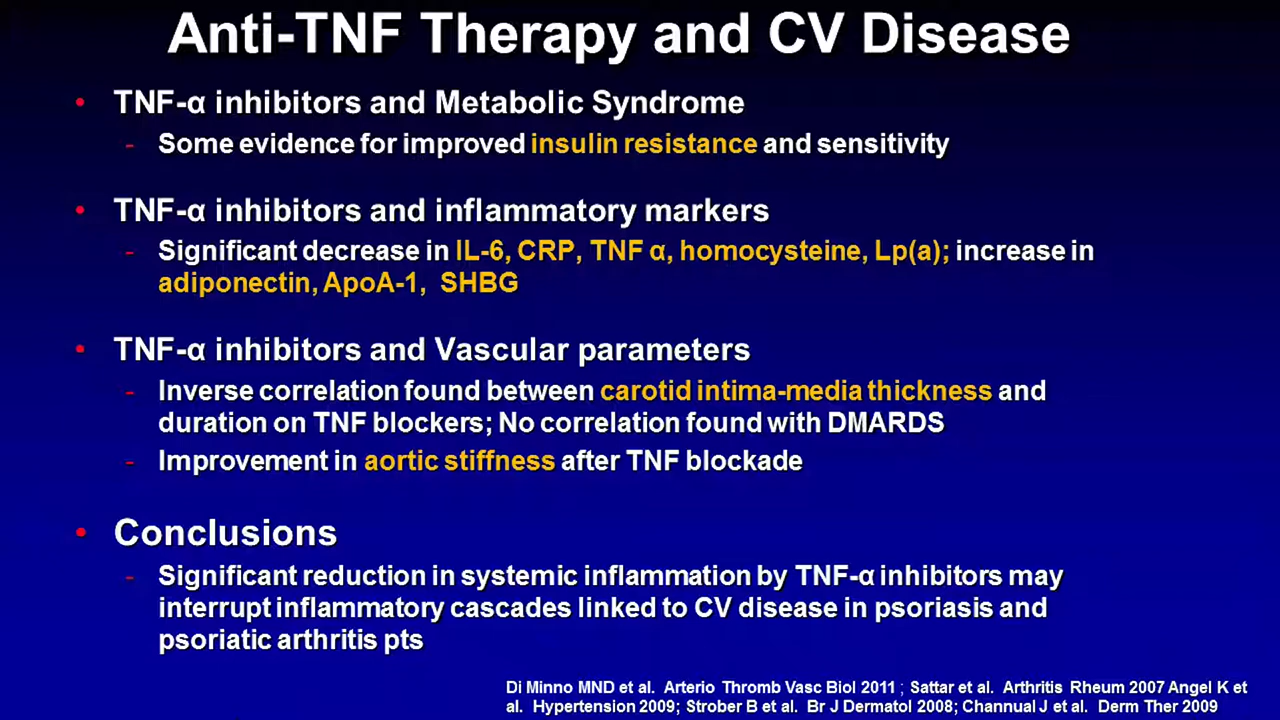 Anti-TNF Therapy and CV Disease
• TNF-α inhibitors and Metabolic Syndrome
- Some evidence for improved insulin resistance and sensitivity
• TNF-α inhibitors and inflammatory markers
- Significant decrease in IL-6, CRP, TNF α, homocysteine, Lp(a); increase in
adiponectin, ApoA-1, SHBG
• TNF-α inhibitors and Vascular parameters
- Inverse correlation found between carotid intima-media thickness and
duration on TNF blockers; No correlation found with DMARDS
- Improvement in aortic stiffness after TNF blockade
• Conclusions
- Significant reduction in systemic inflammation by TNF-α inhibitors may
interrupt inflammatory cascades linked to CV disease in psoriasis and
psoriatic arthritis pts
Di Minno MND et al. Arterio Thromb Vasc Biol 2011 ; Sattar et al. Arthritis Rheum 2007 Angel K et
al. Hypertension 2009; Strober B et al. Br J Dermatol 2008; Channual J et al. Derm Ther 2009